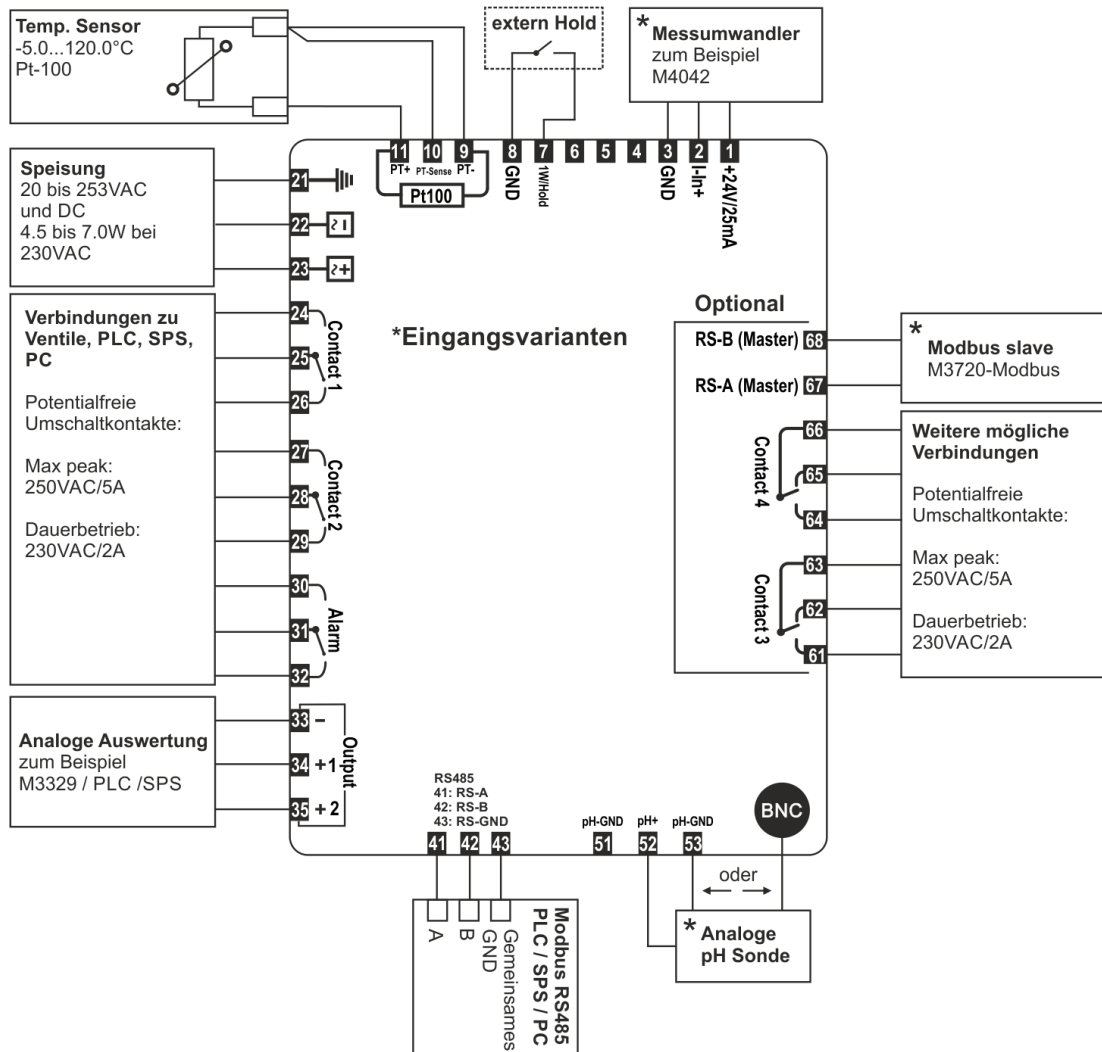 Temp. Sensor
-5.0...120.0°C
Pt-100
extern Hold
* Messumwandler
zum Beispiel
M4042
11
10
9
8
7
6
5
4
3
2
1
PT+
PT-Sense
PT-
Pt100
GND
1W/Hold
GND
I-In+
+24V/25mA
Speisung
20 bis 253VAC
und DC
4.5 bis 7.0W bei
230VAC
21
22
~ –
23
~ +
Verbindungen zu
Ventile, PLC, SPS,
PC
Potentialfreie
Umschaltkontakte:
Max peak:
250VAC/5A
Dauerbetrieb:
230VAC/2A
24
25
26
Contact 1
27
28
29
Contact 2
30
31
32
Alarm
*Eingangsvarianten
Optional
RS-B (Master) 68
RS-A (Master) 67
66
65
64
Contact 4
63
62
61
Contact 3
* Modbus slave
M3720-Modbus
Weitere mögliche
Verbindungen
Potentialfreie
Umschaltkontakte:
Max peak:
250VAC/5A
Dauerbetrieb:
230VAC/2A
Analoge Auswertung
zum Beispiel
M3329 / PLC /SPS
33 –
34 +1
35 +2
Output
RS485
41: RS-A
42: RS-B
43: RS-GND
41
42
43
pH-GND
pH+
pH-GND
51
52
53
BNC
oder
* Analoge
pH Sonde
A
B
GND
Gemeinsames
PLC / SPS / PC
Modbus RS485